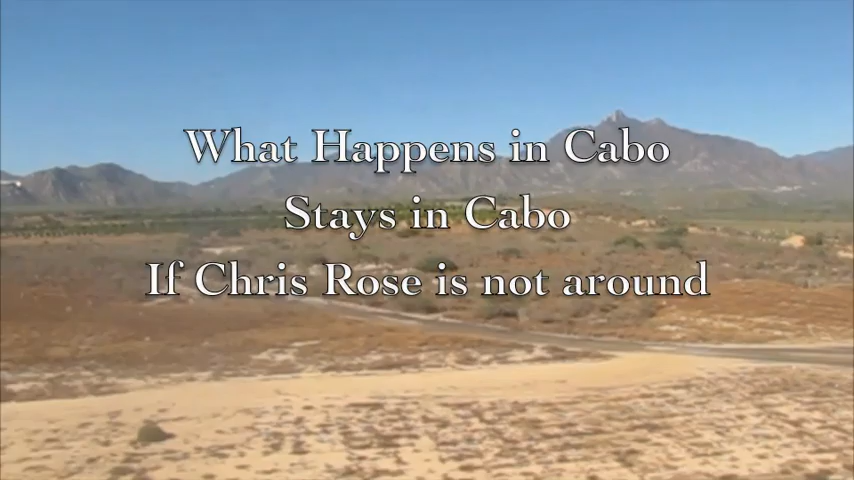 What Happens in Cabo
Stays in Cabo
If Chris Rose is not around